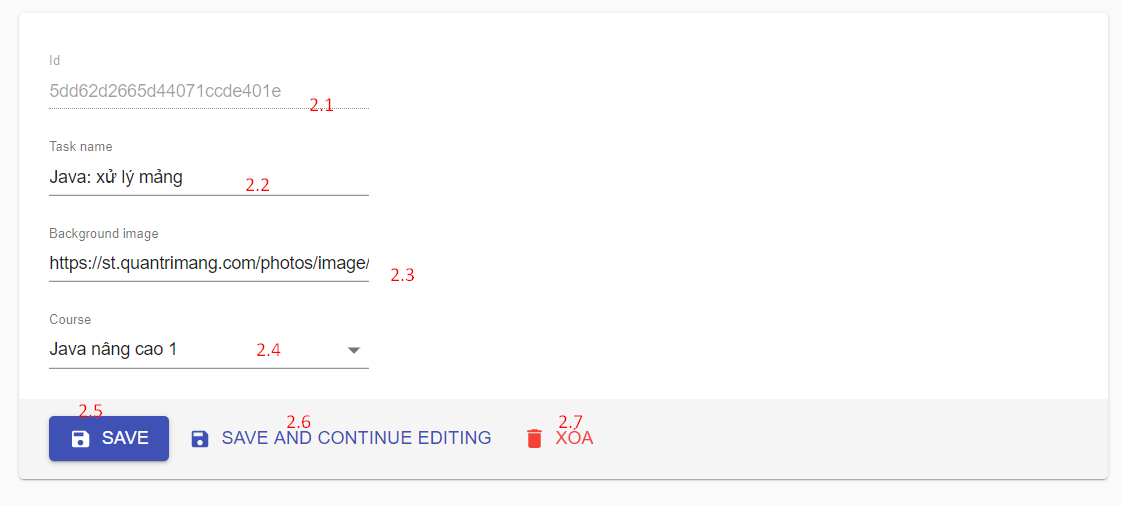 Id
5dd62d2665d44071ccde401e
2.1
Task name
Java: xử lý mảng
2.2
Background image
https://st.quantrimang.com/photos/image/
2.3
Course
Java nâng cao 1
2.4
2.5
2.6
2.7
SAVE
SAVE AND CONTINUE EDITING
XOA